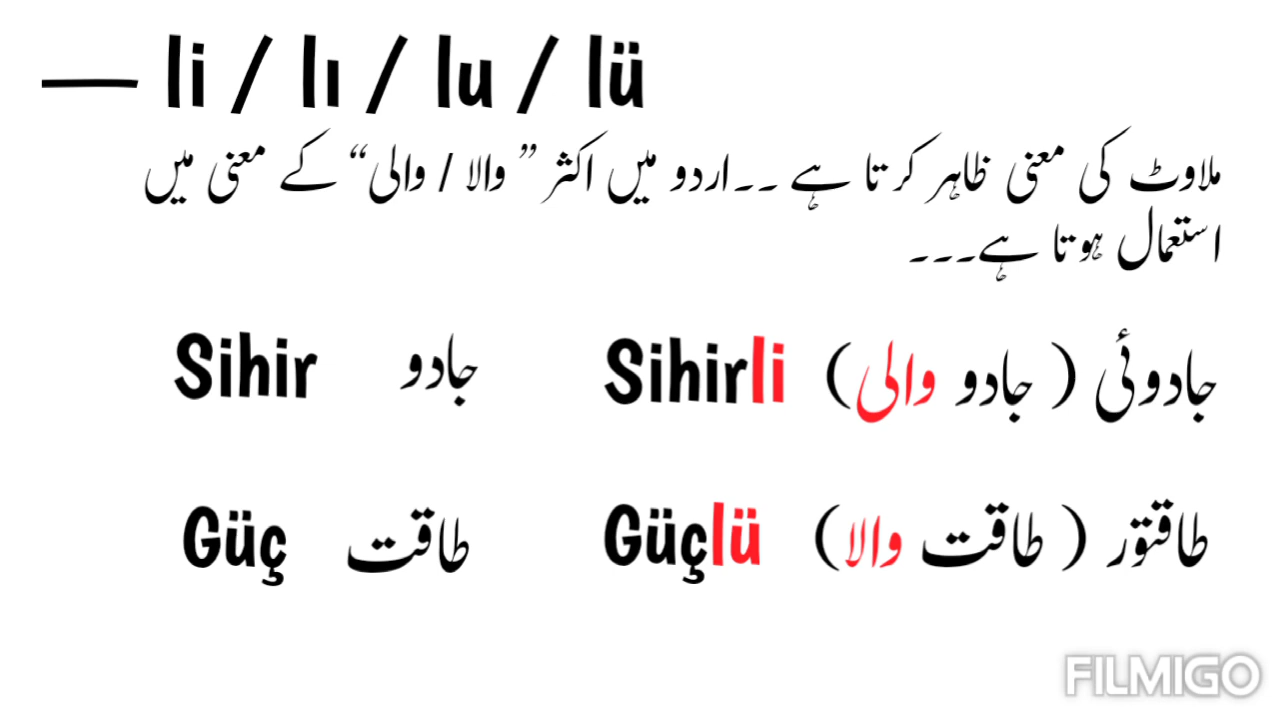 — li / lı / lu / lü
ملاوٹ کی معنی ظاہر کرتا ہے ۔۔اردو میں اکثر ” والا / والی“ کے معنی میں
استعمال ہوتا ہے۔۔۔
Sihir جادو Sihirli جادوئی ( جادو والی)
Güç طاقت Güçlü طاقتور ( طاقت والا)
FILMIGO